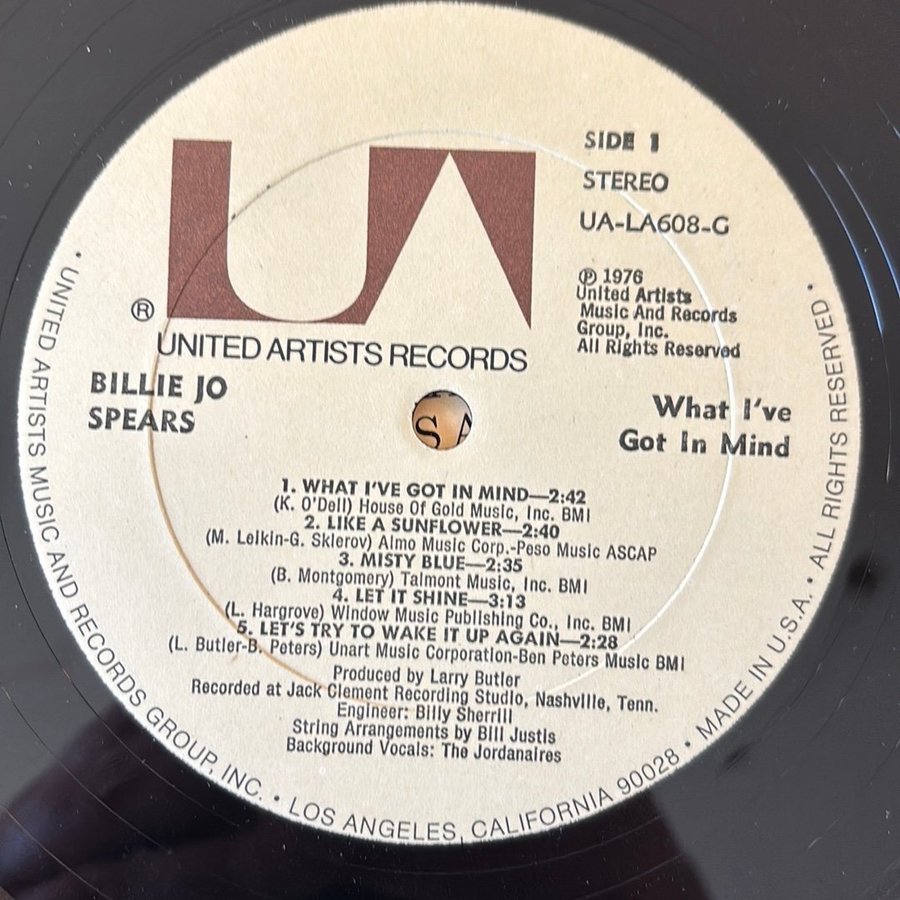 UA
®
UNITED ARTISTS RECORDS
SIDE 1
STEREO
UA-LA608-G
℗ 1976
United Artists
Music And Records
Group, Inc.
All Rights Reserved
BILLIE JO
SPEARS
What I've
Got In Mind
S A
1. WHAT I'VE GOT IN MIND—2:42
(K. O'Dell) House Of Gold Music, Inc. BMI
2. LIKE A SUNFLOWER—2:40
(M. Leikin-G. Sklerov) Almo Music Corp.-Peso Music ASCAP
3. MISTY BLUE—2:35
(B. Montgomery) Talmont Music, Inc. BMI
4. LET IT SHINE—3:13
(L. Hargrove) Window Music Publishing Co., Inc. BMI
5. LET'S TRY TO WAKE IT UP AGAIN—2:28
(L. Butler-B. Peters) Unart Music Corporation-Ben Peters Music BMI
Produced by Larry Butler
Recorded at Jack Clement Recording Studio, Nashville, Tenn.
Engineer: Billy Sherrill
String Arrangements by Bill Justis
Background Vocals: The Jordanaires
• UNITED ARTISTS MUSIC AND RECORDS GROUP, INC. • LOS ANGELES, CALIFORNIA 90028 • MADE IN U.S.A. • ALL RIGHTS RESERVED •